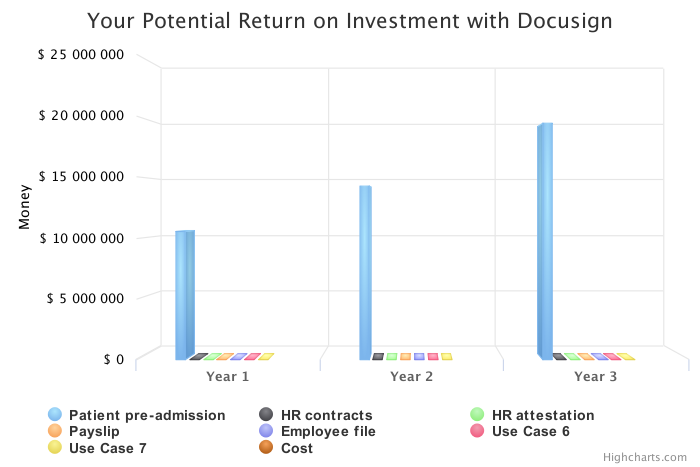 Your Potential Return on Investment with Docusign
$ 25 000 000
$ 20 000 000
$ 15 000 000
$ 10 000 000
$ 5 000 000
$ 0
Money
Year 1 Year 2 Year 3
Patient pre-admission HR contracts HR attestation
Payslip Employee file Use Case 6
Use Case 7 Cost
Highcharts.com